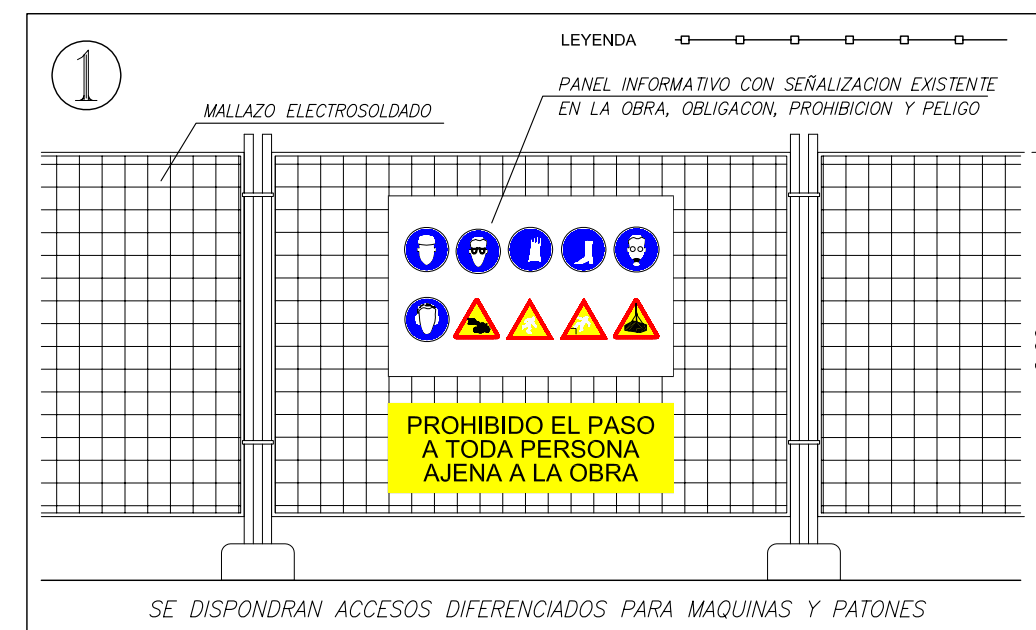 1
LEYENDA
PANEL INFORMATIVO CON SEÑALIZACION EXISTENTE
EN LA OBRA, OBLIGACON, PROHIBICION Y PELIGO
MALLAZO ELECTROSOLDADO
PROHIBIDO EL PASO
A TODA PERSONA
AJENA A LA OBRA
SE DISPONDRAN ACCESOS DIFERENCIADOS PARA MAQUINAS Y PATONES